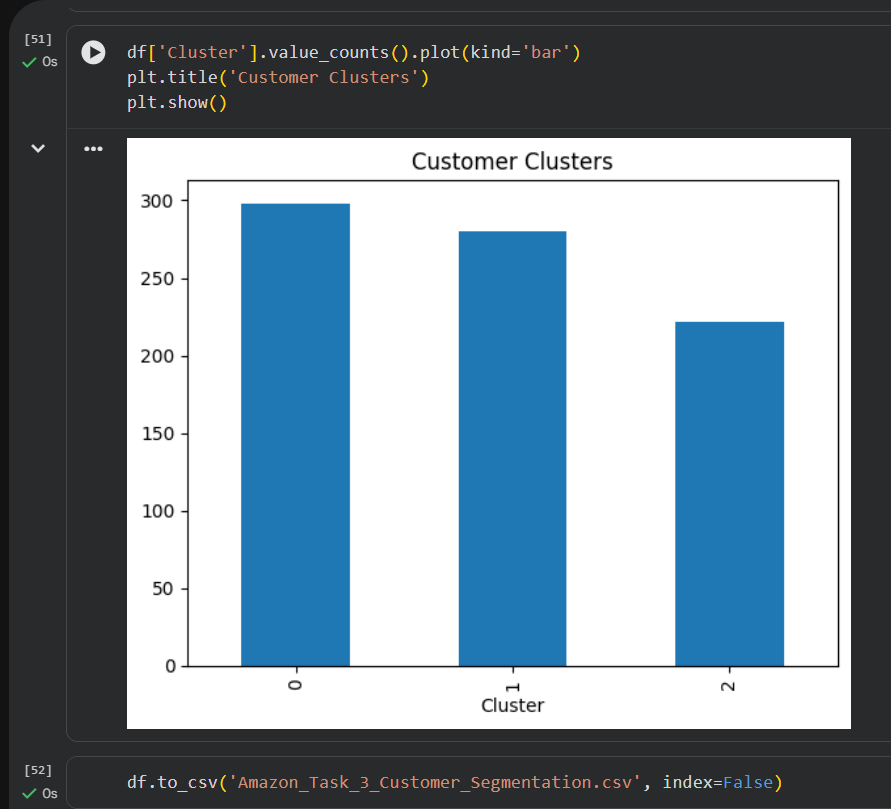 [51]
0s
df['Cluster'].value_counts().plot(kind='bar')
plt.title('Customer Clusters')
plt.show()
Customer Clusters
300
250
200
150
100
50
0
0
1
2
Cluster
[52]
0s
df.to_csv('Amazon_Task_3_Customer_Segmentation.csv', index=False)